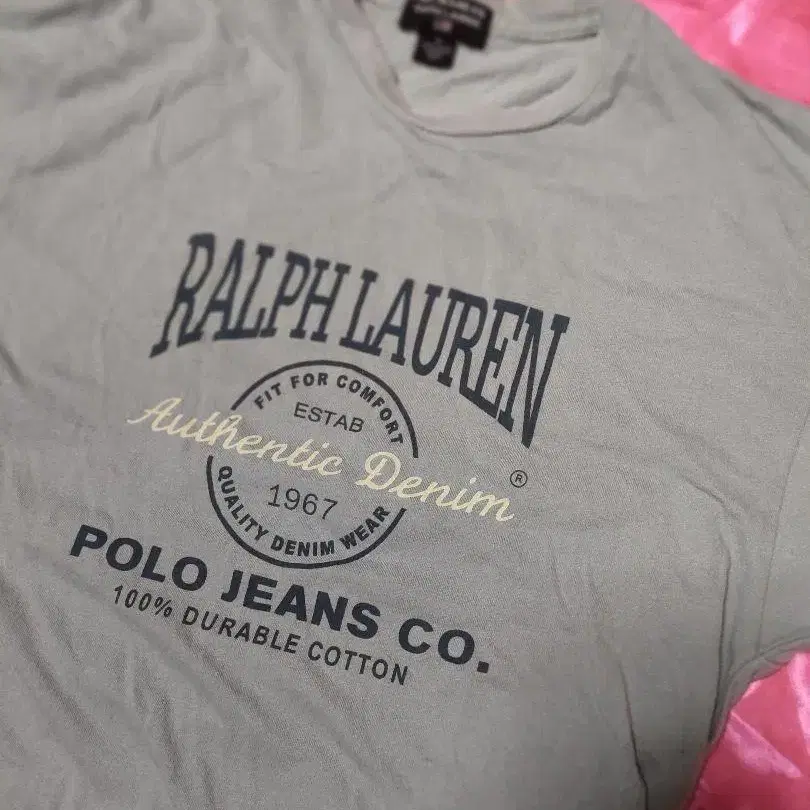 RALPH LAUREN
FIT FOR COMFORT
ESTAB
Authentic Denim
®
1967
QUALITY DENIM WEAR
POLO JEANS CO.
100% DURABLE COTTON